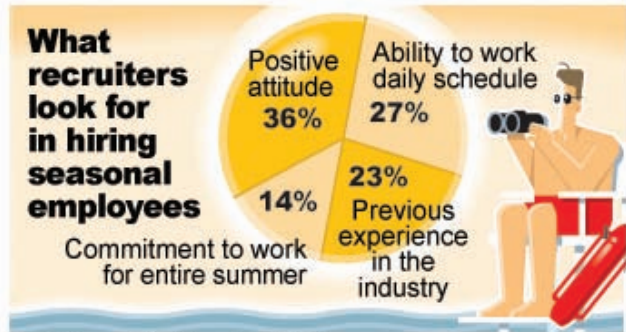 What
recruiters
look for
in hiring
seasonal
employees
Positive
attitude
36%
Ability to work
daily schedule
27%
23%
Previous
experience
in the
industry
14%
Commitment to work
for entire summer